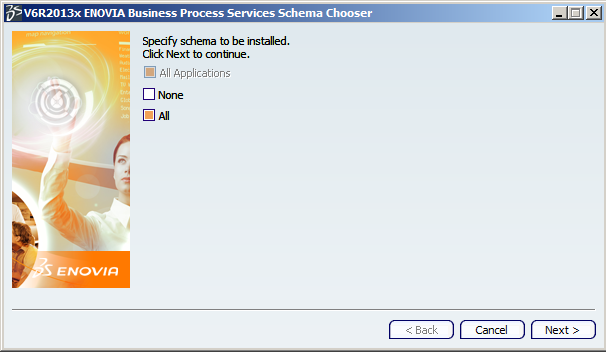 V6R2013x ENOVIA Business Process Services Schema Chooser
Specify schema to be installed.
Click Next to continue.
All Applications
None
All
ENOVIA
< Back
Cancel
Next >